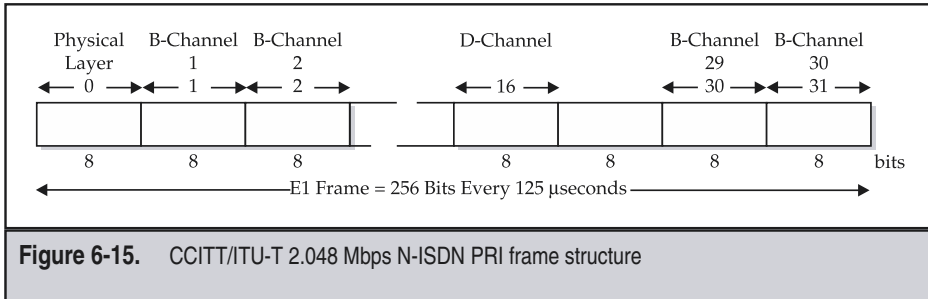 Physical Layer B-Channel B-Channel D-Channel B-Channel B-Channel
1 2 29 30
0 1 2 16 30 31
8 8 8 8 8 8 8 bits
E1 Frame = 256 Bits Every 125 μseconds
Figure 6-15. CCITT/ITU-T 2.048 Mbps N-ISDN PRI frame structure